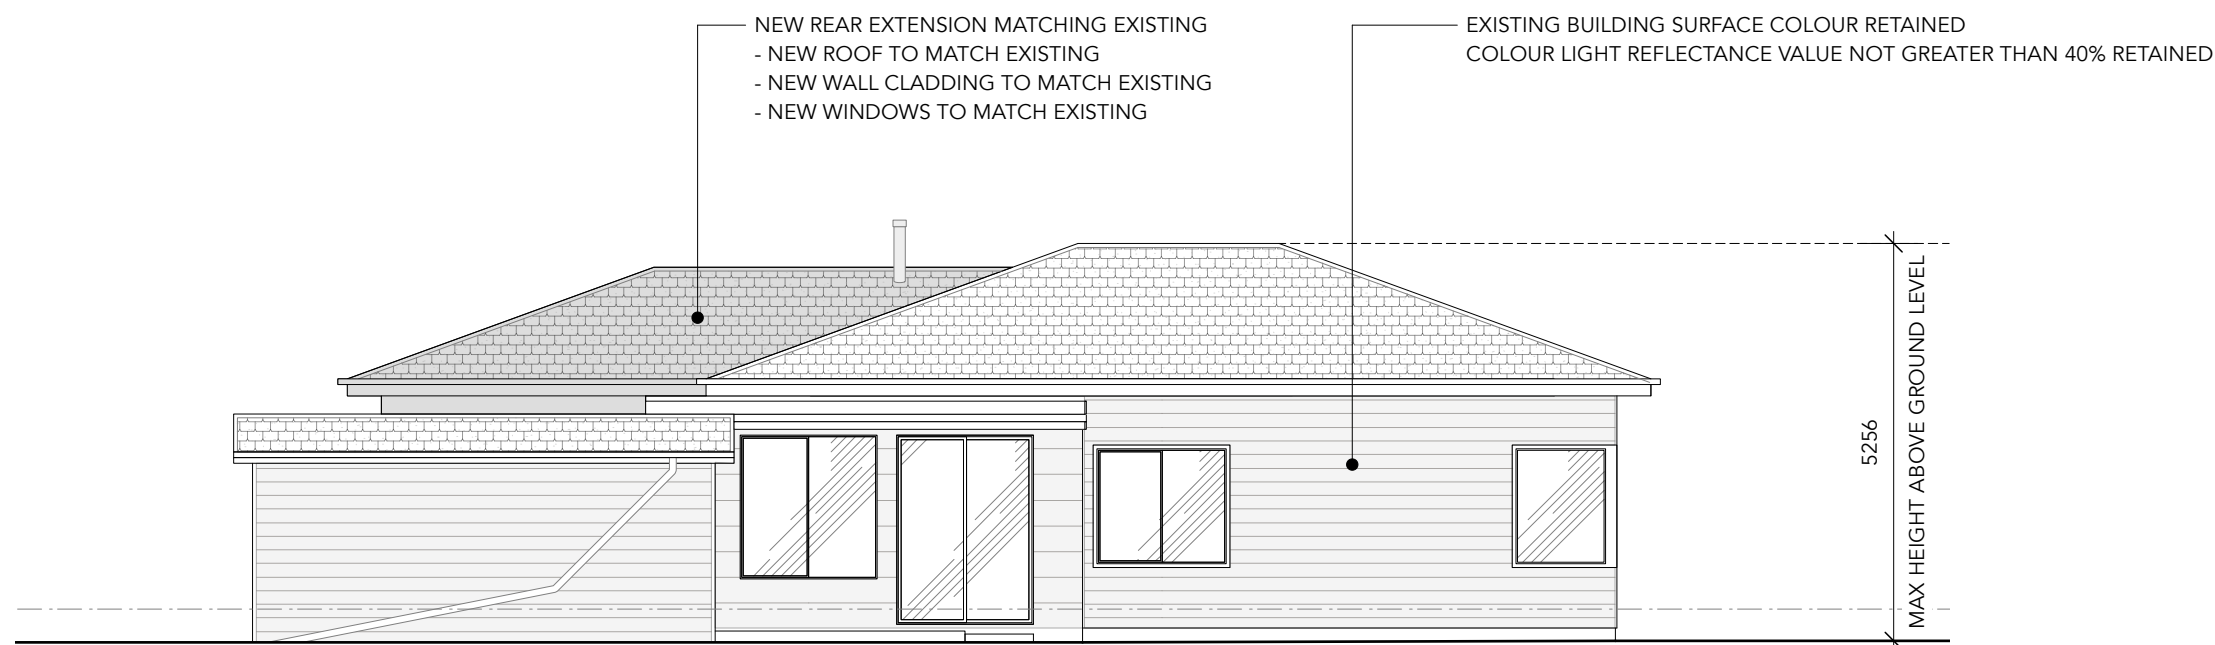 NEW REAR EXTENSION MATCHING EXISTING
- NEW ROOF TO MATCH EXISTING
- NEW WALL CLADDING TO MATCH EXISTING
- NEW WINDOWS TO MATCH EXISTING
EXISTING BUILDING SURFACE COLOUR RETAINED
COLOUR LIGHT REFLECTANCE VALUE NOT GREATER THAN 40% RETAINED
5256
MAX HEIGHT ABOVE GROUND LEVEL